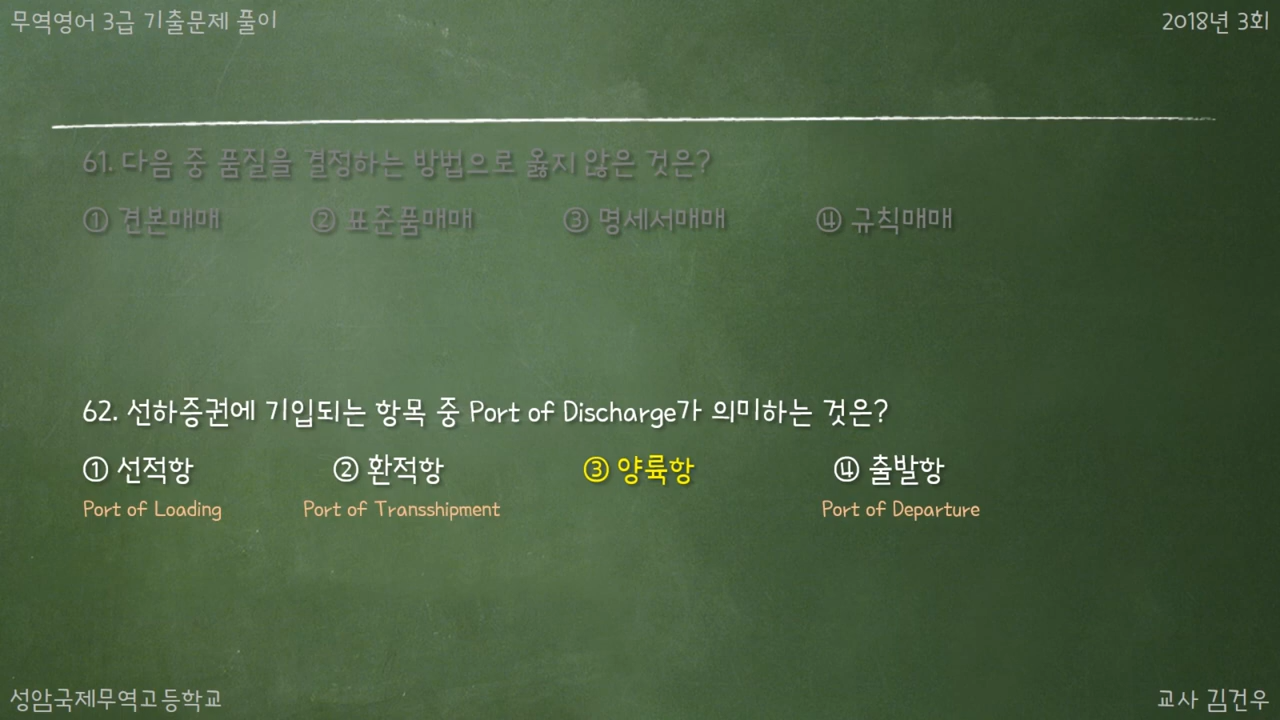 무역영어 3급 기출문제 풀이
2018년 3회
61. 다음 중 품질을 결정하는 방법으로 옳지 않은 것은?
① 견본매매 ② 표준품매매 ③ 명세서매매 ④ 규칙매매
62. 선하증권에 기입되는 항목 중 Port of Discharge가 의미하는 것은?
① 선적항 ② 환적항 ③ 양륙항 ④ 출발항
Port of Loading Port of Transshipment Port of Departure
성암국제무역고등학교
교사 김건우